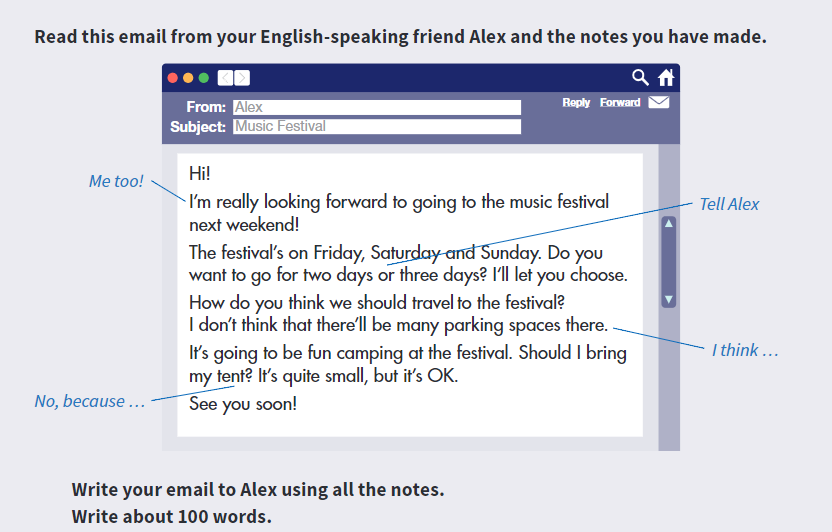 Read this email from your English-speaking friend Alex and the notes you have made.
Reply Forward
From: Alex
Subject: Music Festival
Hi!
Me too!
I'm really looking forward to going to the music festival
next weekend!
Tell Alex
The festival's on Friday, Saturday and Sunday. Do you
want to go for two days or three days? I'll let you choose.
How do you think we should travel to the festival?
I don't think that there'll be many parking spaces there.
I think ...
It's going to be fun camping at the festival. Should I bring
my tent? It's quite small, but it's OK.
No, because ...
See you soon!
Write your email to Alex using all the notes.
Write about 100 words.